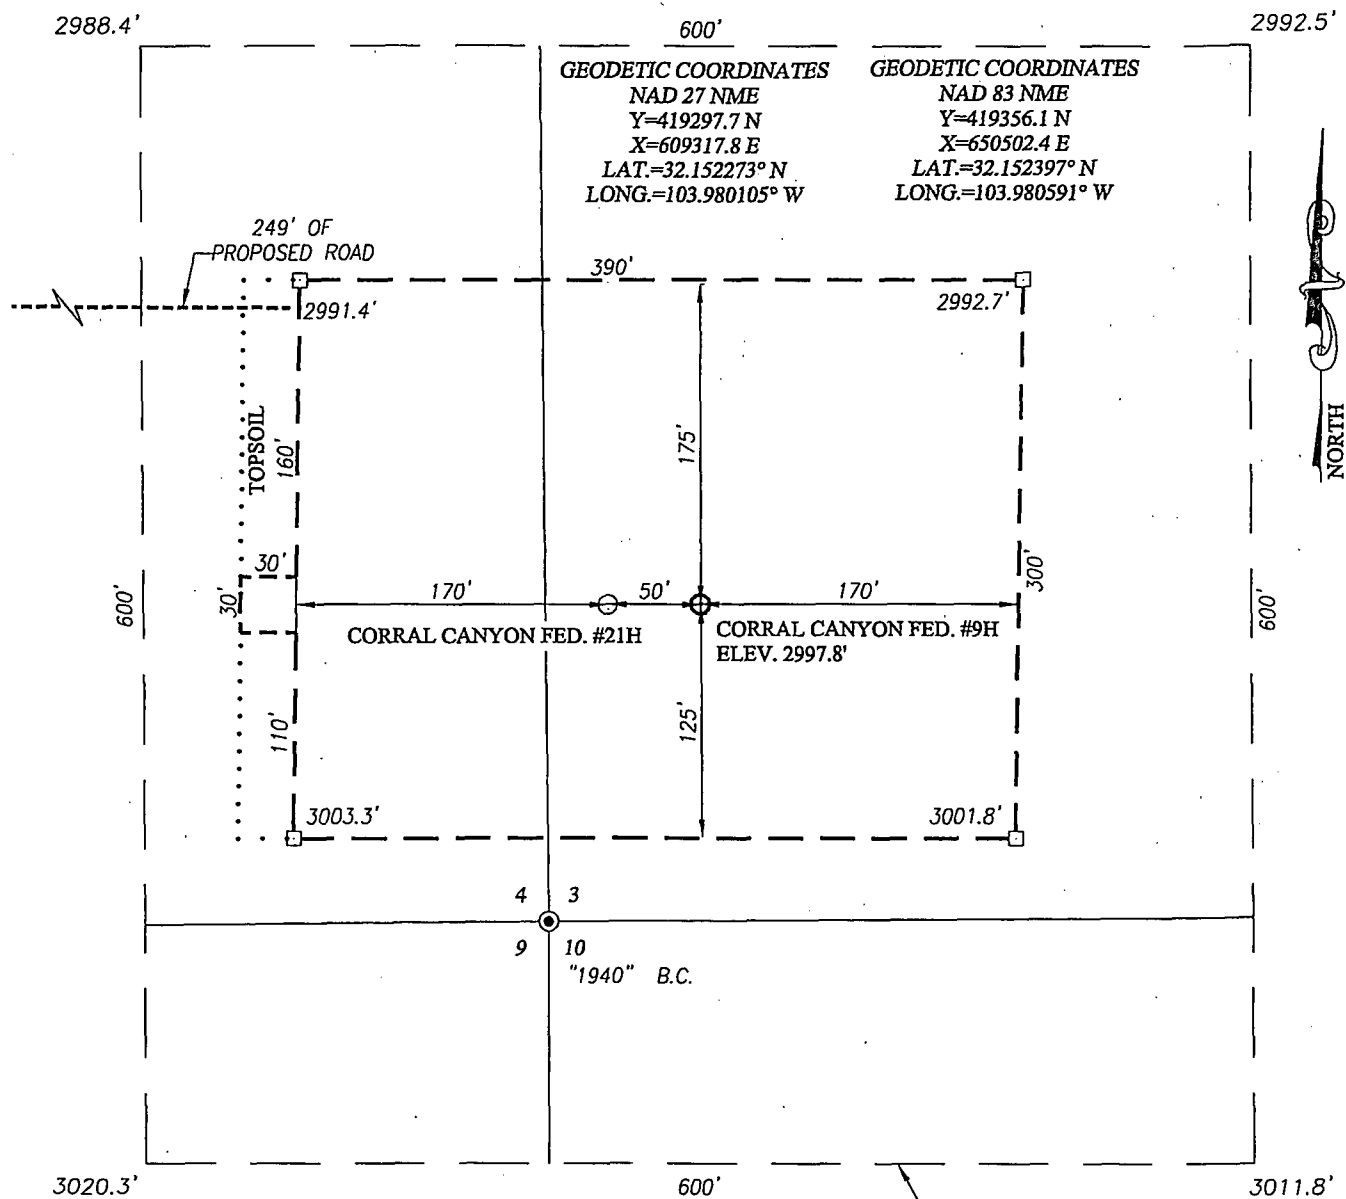 2988.4'
600'
2992.5'
GEODETIC COORDINATES
NAD 27 NME
Y=419297.7 N
X=609317.8 E
LAT.=32.152273° N
LONG.=103.980105° W
GEODETIC COORDINATES
NAD 83 NME
Y=419356.1 N
X=650502.4 E
LAT.=32.152397° N
LONG.=103.980591° W
249' OF
PROPOSED ROAD
390'
2991.4'
2992.7'
NORTH
TOPSOIL
160'
175'
30'
30'
170'
50'
170'
300'
600'
600'
CORRAL CANYON FED. #21H
CORRAL CANYON FED. #9H
ELEV. 2997.8'
110'
125'
3003.3'
3001.8'
4 3
9 10
"1940" B.C.
3020.3'
600'
3011.8'